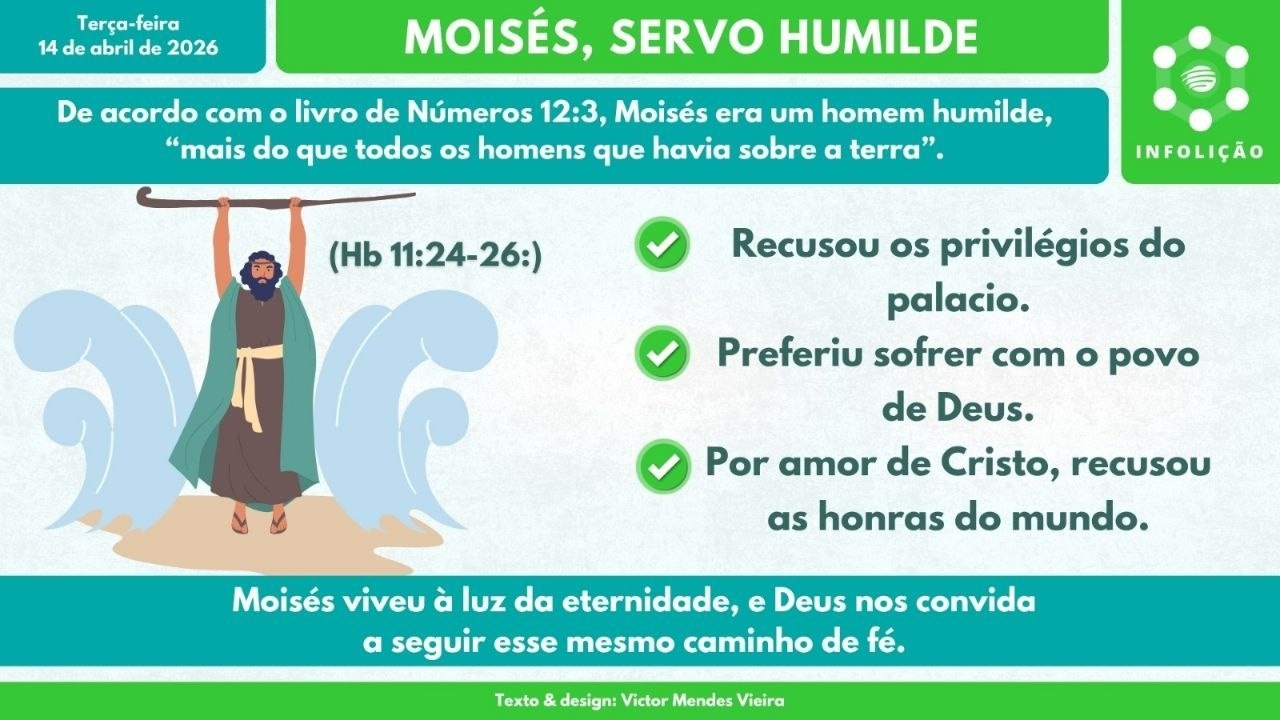 Terça-feira
14 de abril de 2026
MOISÉS, SERVO HUMILDE
INFOLIÇÃO
De acordo com o livro de Números 12:3, Moisés era um homem humilde,
“mais do que todos os homens que havia sobre a terra”.
(Hb 11:24-26:)
Recusou os privilégios do
palacio.
Preferiu sofrer com o povo
de Deus.
Por amor de Cristo, recusou
as honras do mundo.
Moisés viveu à luz da eternidade, e Deus nos convida
a seguir esse mesmo caminho de fé.
Texto & design: Victor Mendes Vieira